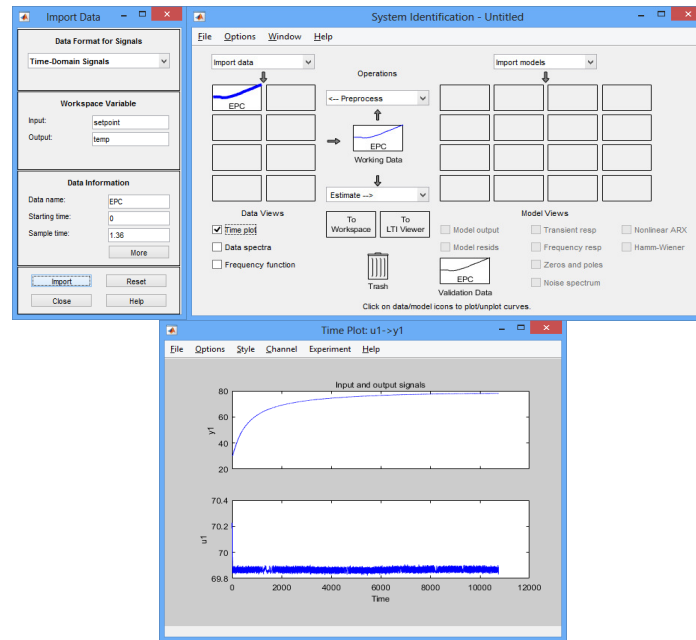 Import Data
Data Format for Signals
Time-Domain Signals
Workspace Variable
Input: setpoint
Output: temp
Data Information
Data name: EPC
Starting time: 0
Sample time: 1.36
More
Import Reset
Close Help
System Identification - Untitled
File Options Window Help
Import data
Import models
Operations
EPC
<-- Preprocess
EPC
Working Data
Estimate -->
Data Views
Time plot
Data spectra
Frequency function
To Workspace
To LTI Viewer
Trash
Model Views
Model output Transient resp Nonlinear ARX
Model resids Frequency resp Hamm-Wiener
Zeros and poles
Noise spectrum
EPC
Validation Data
Click on data/model icons to plot/unplot curves.
Time Plot: u1->y1
File Options Style Channel Experiment Help
Input and output signals
80
60
40
20
y1
70.4
70.2
70
69.8
u1
0 2000 4000 6000 8000 10000 12000
Time